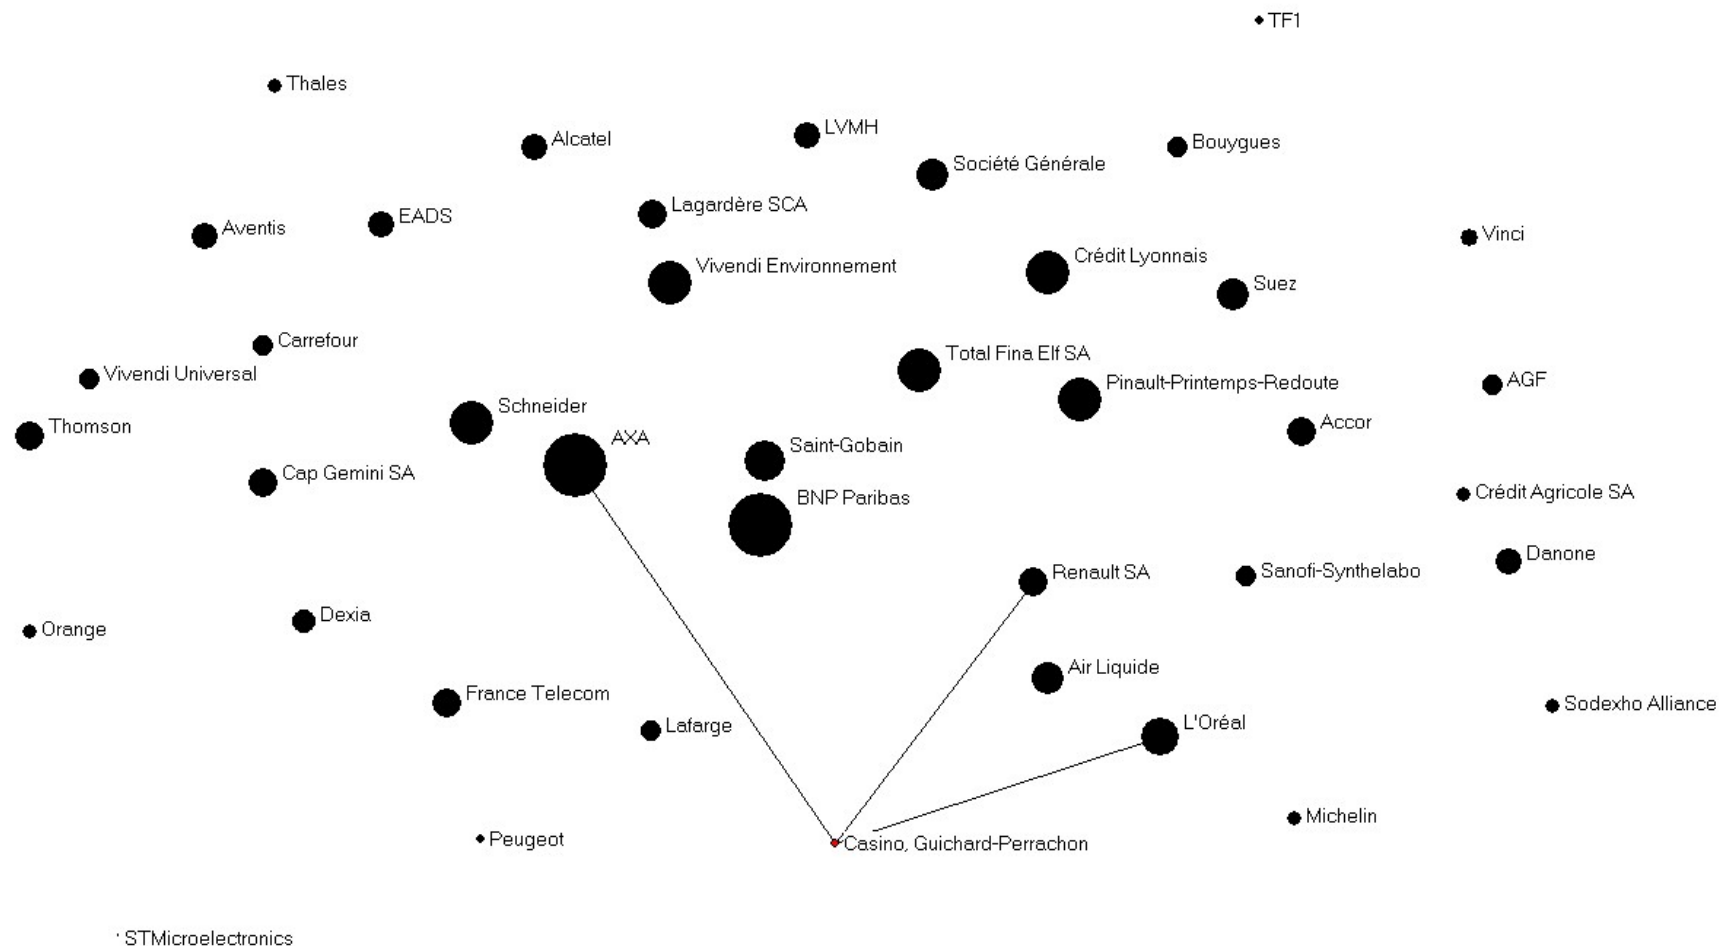 TF1
Thales
LVMH
Alcatel
Bouygues
Société Générale
Lagardère SCA
EADS
Aventis
Vinci
Crédit Lyonnais
Vivendi Environnement
Suez
Carrefour
Total Fina Elf SA
Vivendi Universal
AGF
Pinault-Printemps-Redoute
Schneider
Accor
Thomson
AXA
Saint-Gobain
Cap Gemini SA
Crédit Agricole SA
BNP Paribas
Danone
Renault SA
Sanofi-Synthelabo
Dexia
Orange
Air Liquide
France Telecom
Sodexho Alliance
L'Oréal
Lafarge
Michelin
Peugeot
Casino, Guichard-Perrachon
STMicroelectronics